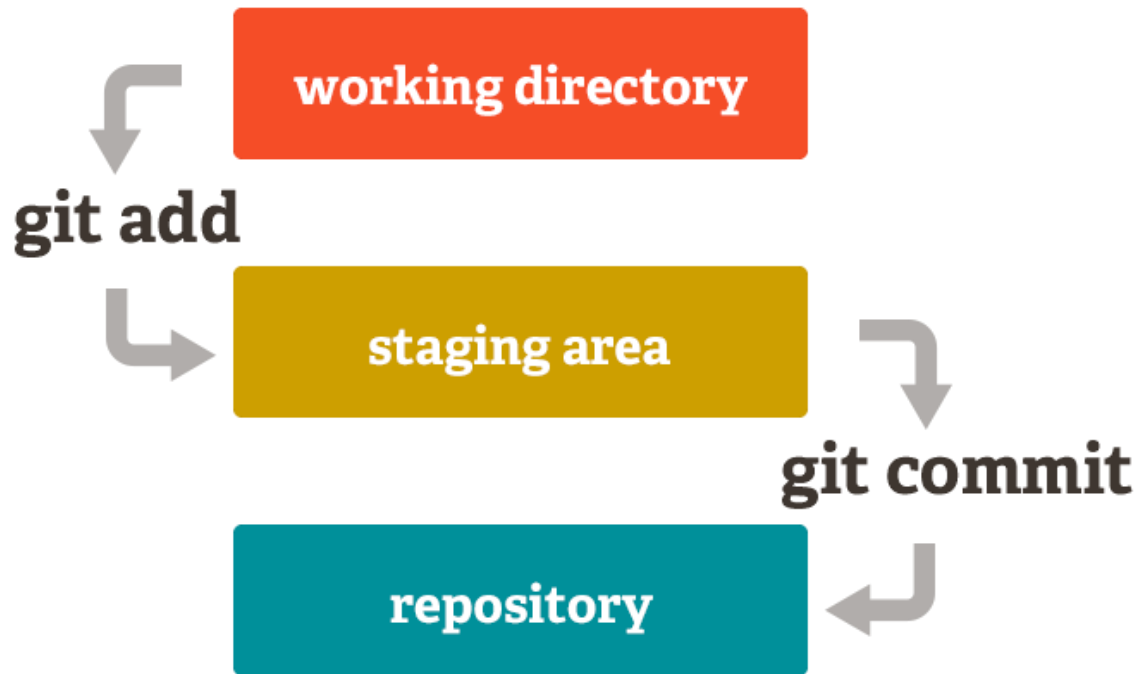 working directory
git add
staging area
git commit
repository